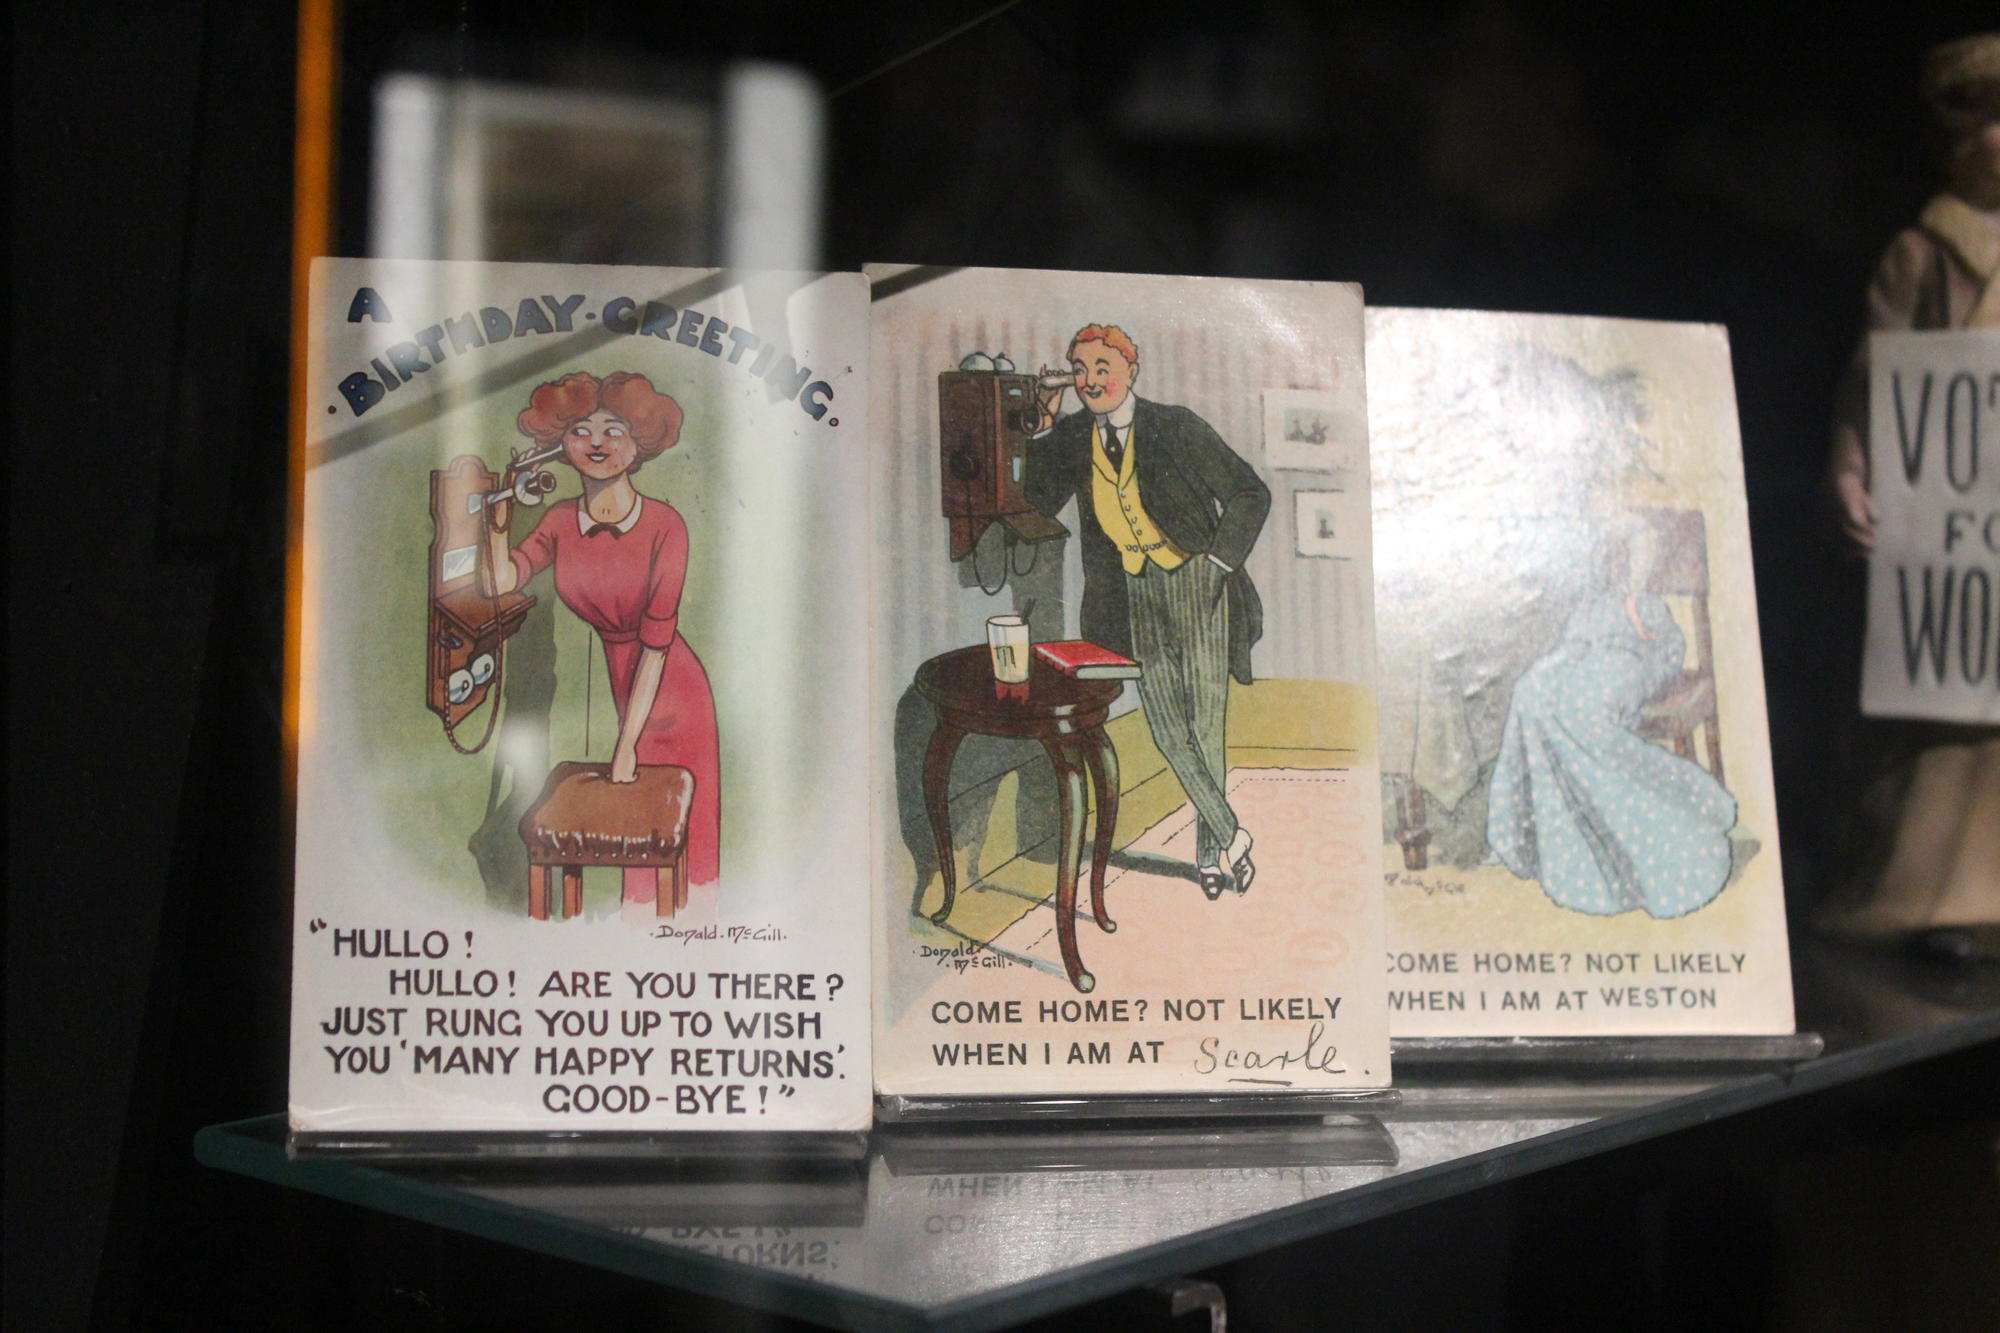 A
·BIRTHDAY·GREETING.
Donald.McGill.
"HULLO!
HULLO! ARE YOU THERE?
JUST RUNG YOU UP TO WISH
YOU 'MANY HAPPY RETURNS.'
GOOD-BYE!"
Donald.
McGill.
COME HOME? NOT LIKELY
WHEN I AM AT Scarle.
COME HOME? NOT LIKELY
WHEN I AM AT WESTON
VOT
FO
WO